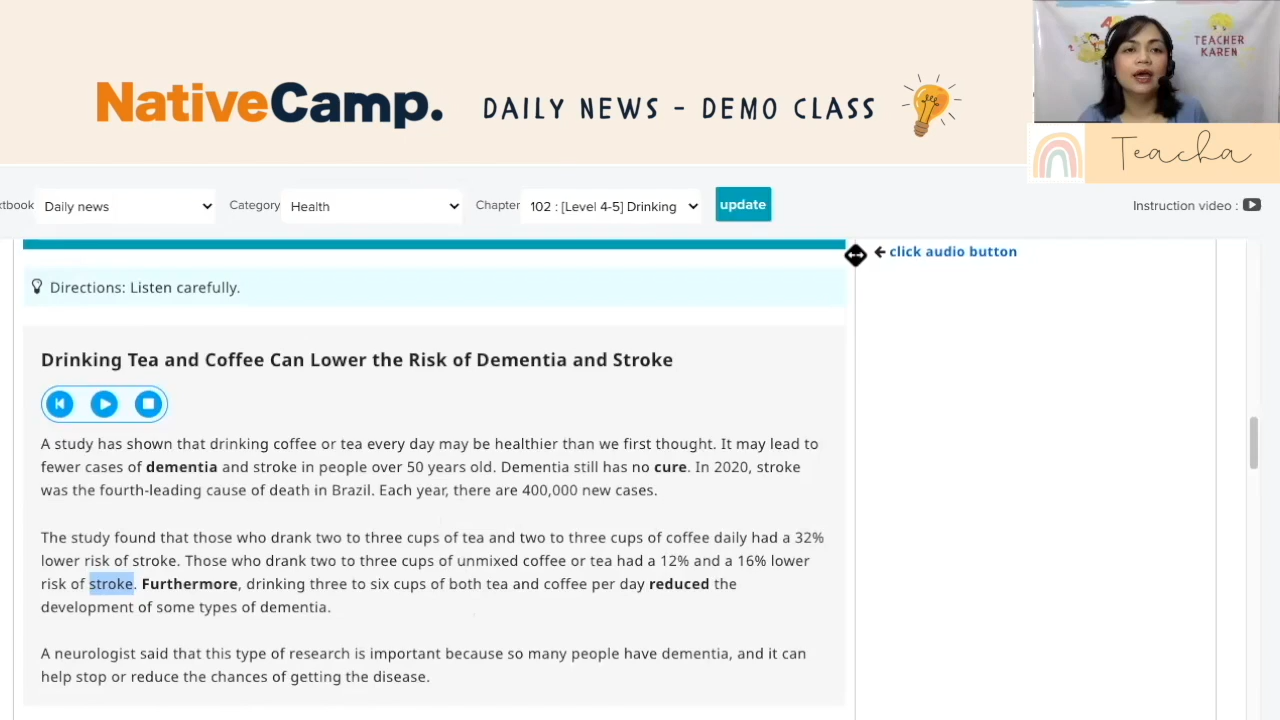 NativeCamp. DAILY NEWS - DEMO CLASS
TEACHER
KAREN
Teacha
tbook Daily news Category Health Chapter 102 : [Level 4-5] Drinking update Instruction video :
click audio button
Directions: Listen carefully.
Drinking Tea and Coffee Can Lower the Risk of Dementia and Stroke
A study has shown that drinking coffee or tea every day may be healthier than we first thought. It may lead to
fewer cases of dementia and stroke in people over 50 years old. Dementia still has no cure. In 2020, stroke
was the fourth-leading cause of death in Brazil. Each year, there are 400,000 new cases.
The study found that those who drank two to three cups of tea and two to three cups of coffee daily had a 32%
lower risk of stroke. Those who drank two to three cups of unmixed coffee or tea had a 12% and a 16% lower
risk of stroke. Furthermore, drinking three to six cups of both tea and coffee per day reduced the
development of some types of dementia.
A neurologist said that this type of research is important because so many people have dementia, and it can
help stop or reduce the chances of getting the disease.